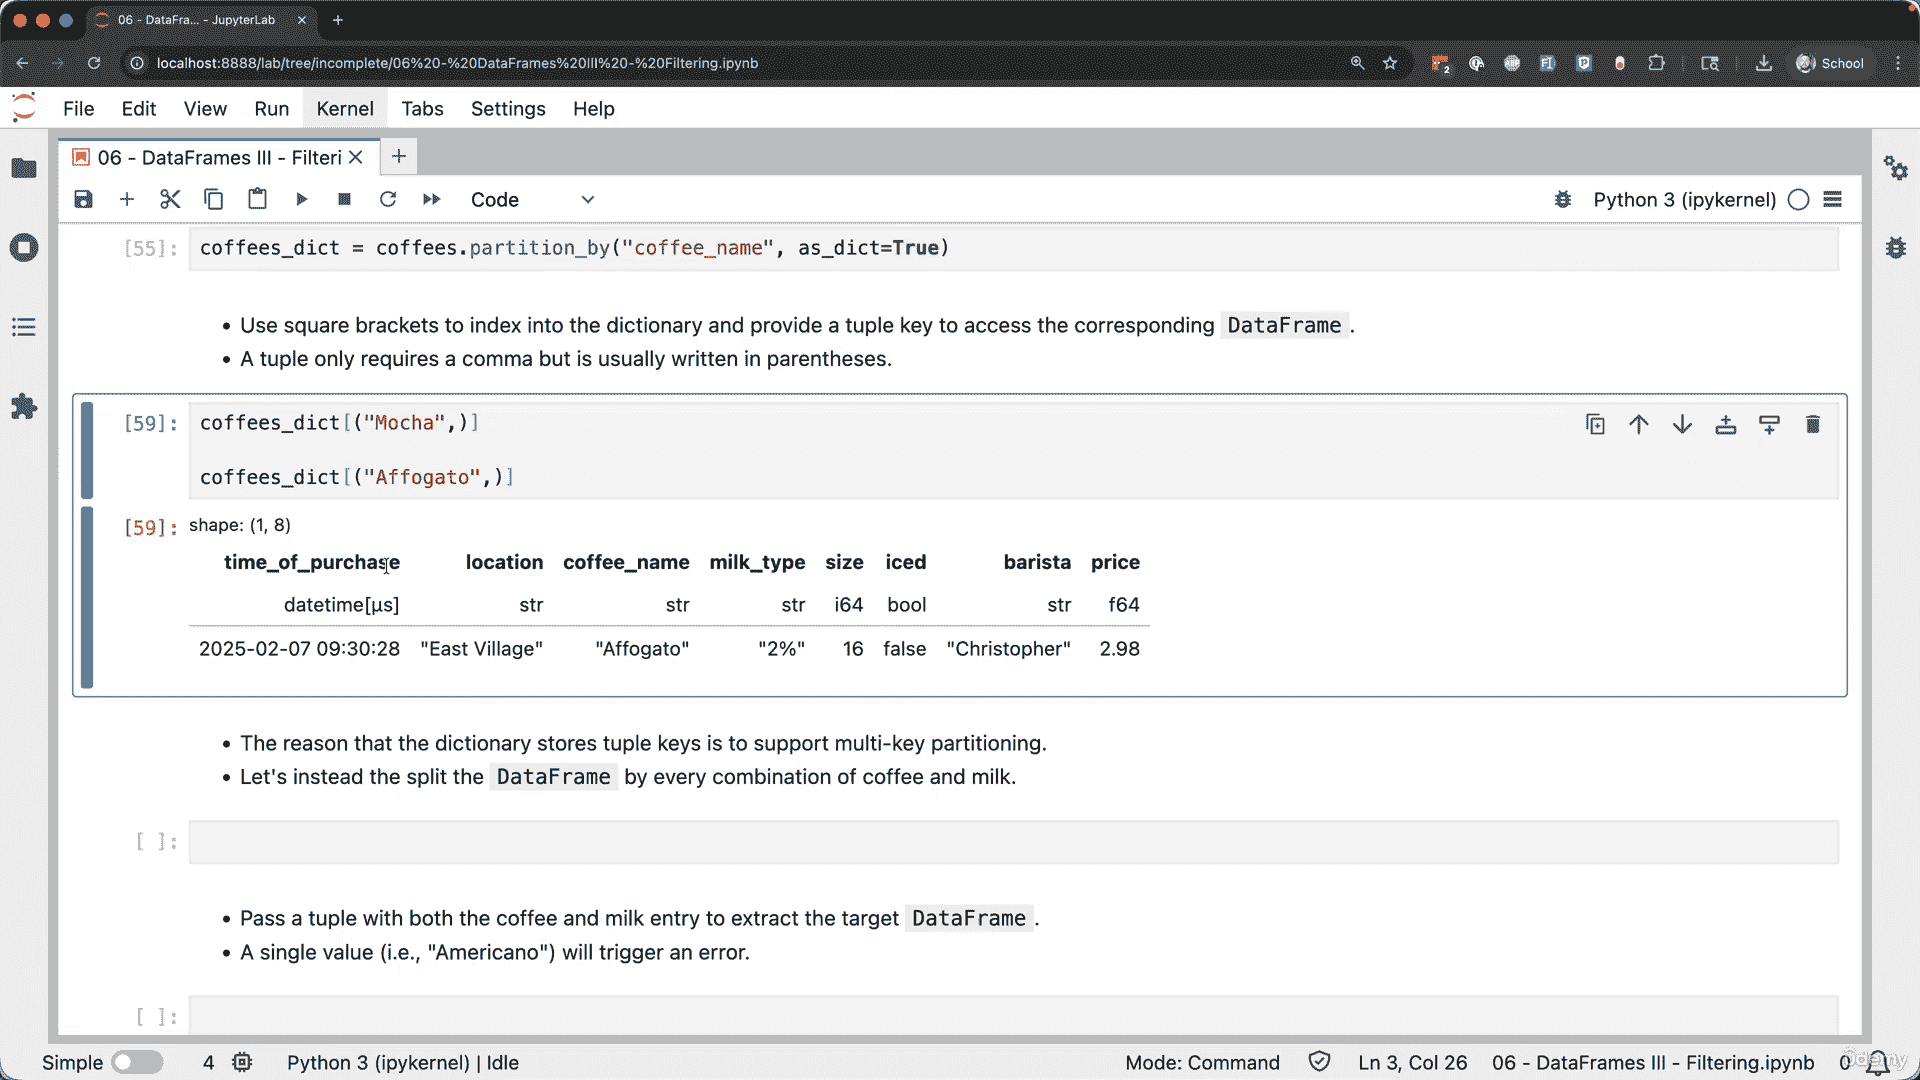 06 - DataFra... - JupyterLab
localhost:8888/lab/tree/incomplete/06%20-%20DataFrames%20III%20-%20Filtering.ipynb
2
School
File Edit View Run Kernel Tabs Settings Help
06 - DataFrames III - Filteri
Code
Python 3 (ipykernel)
[55]: coffees_dict = coffees.partition_by("coffee_name", as_dict=True)
• Use square brackets to index into the dictionary and provide a tuple key to access the corresponding DataFrame.
• A tuple only requires a comma but is usually written in parentheses.
[59]: coffees_dict[("Mocha",)]
coffees_dict[("Affogato",)]
[59]: shape: (1, 8)
time_of_purchase location coffee_name milk_type size iced barista price
datetime[μs] str str str i64 bool str f64
2025-02-07 09:30:28 "East Village" "Affogato" "2%" 16 false "Christopher" 2.98
• The reason that the dictionary stores tuple keys is to support multi-key partitioning.
• Let's instead the split the DataFrame by every combination of coffee and milk.
[ ]:
• Pass a tuple with both the coffee and milk entry to extract the target DataFrame.
• A single value (i.e., "Americano") will trigger an error.
[ ]:
Simple 4 Python 3 (ipykernel) | Idle Mode: Command Ln 3, Col 26 06 - DataFrames III - Filtering.ipynb 0
ûdemy